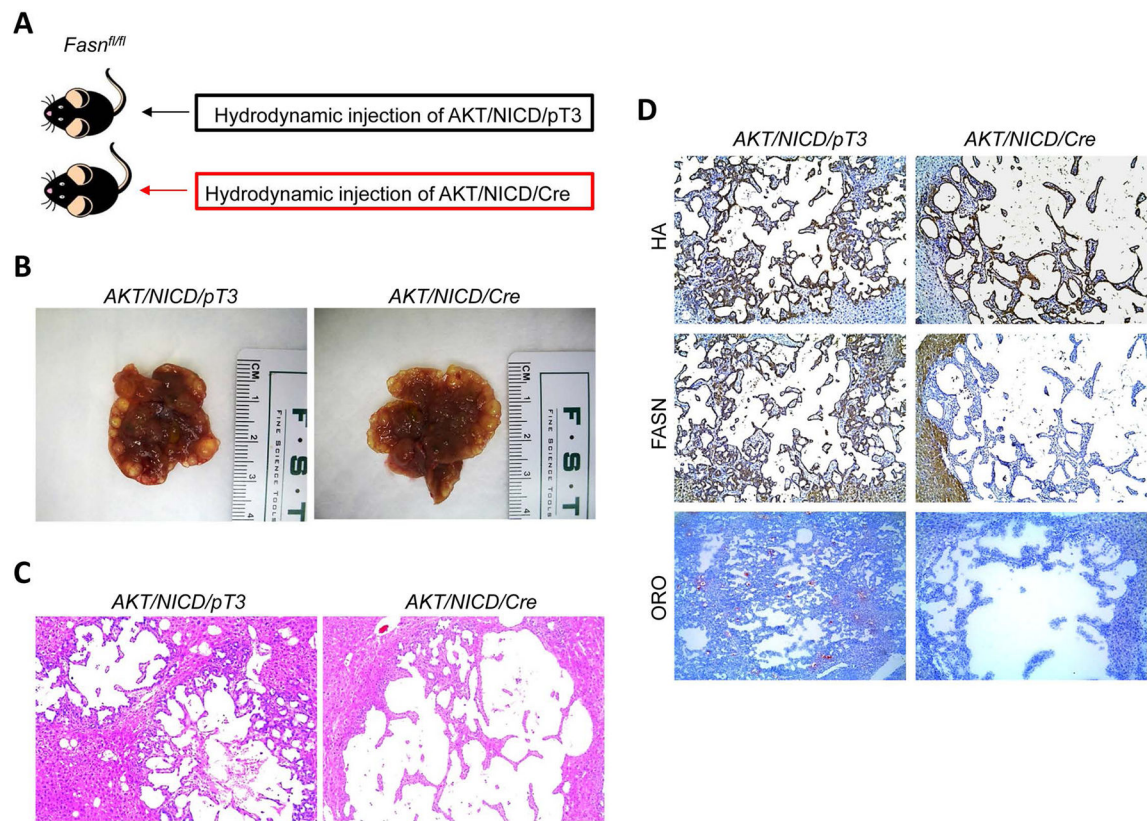 A
Fasn^fl/fl
Hydrodynamic injection of AKT/NICD/pT3
Hydrodynamic injection of AKT/NICD/Cre
B
AKT/NICD/pT3
AKT/NICD/Cre
CM 1 2 3 4
F·S·T
FINE SCIENCE TOOLS
CM 1 2 3 4
F·S·T
FINE SCIENCE TOOLS
C
AKT/NICD/pT3
AKT/NICD/Cre
D
AKT/NICD/pT3
AKT/NICD/Cre
HA
FASN
ORO